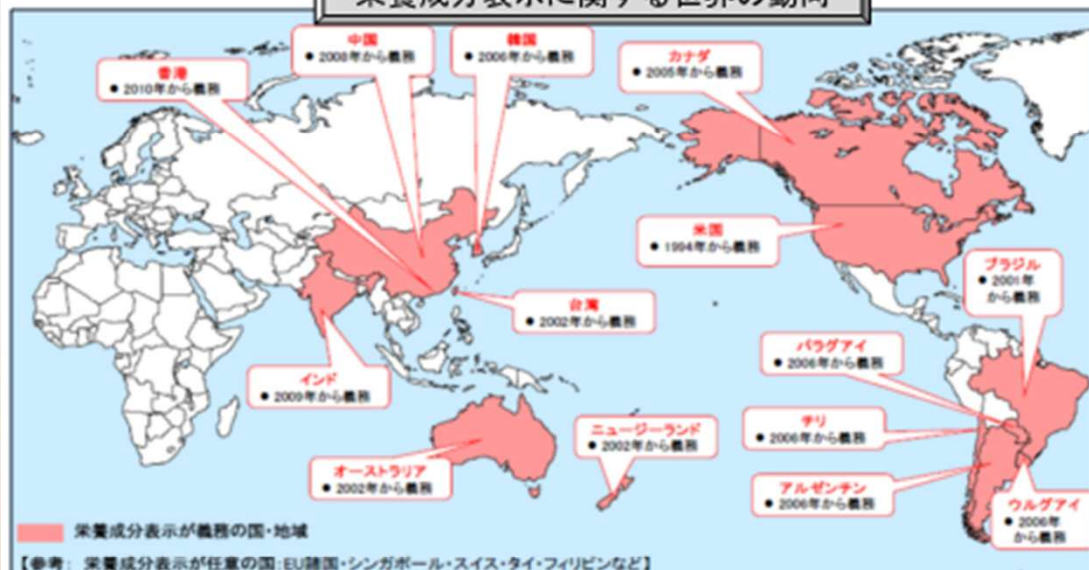 栄養成分表示に関する世界の動向
中国
● 2008年から義務
韓国
● 2006年から義務
カナダ
● 2005年から義務
香港
● 2010年から義務
米国
● 1994年から義務
ブラジル
● 2001年
から義務
台湾
● 2002年から義務
パラグアイ
● 2006年から義務
インド
● 2009年から義務
ニュージーランド
● 2002年から義務
チリ
● 2006年から義務
オーストラリア
● 2002年から義務
アルゼンチン
● 2006年から義務
ウルグアイ
● 2006年
から義務
栄養成分表示が義務の国・地域
【参考： 栄養成分表示が任意の国：EU諸国・シンガポール・スイス・タイ・フィリピンなど】